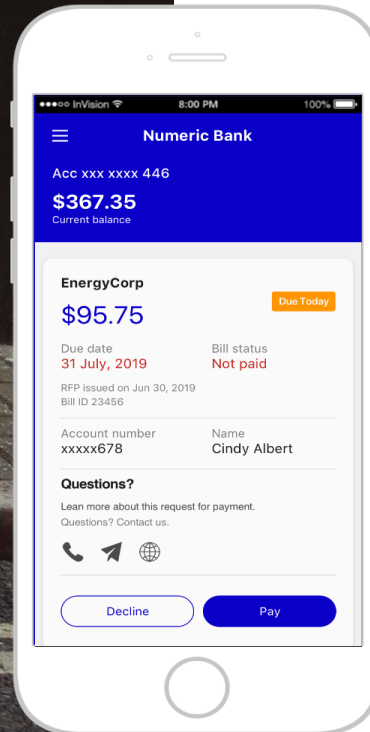 InVision 8:00 PM 100%
Numeric Bank
Acc xxx xxxx 446
$367.35
Current balance
EnergyCorp
$95.75
Due Today
Due date Bill status
31 July, 2019 Not paid
RFP issued on Jun 30, 2019
Bill ID 23456
Account number Name
xxxxx678 Cindy Albert
Questions?
Lean more about this request for payment.
Questions? Contact us.
Decline Pay